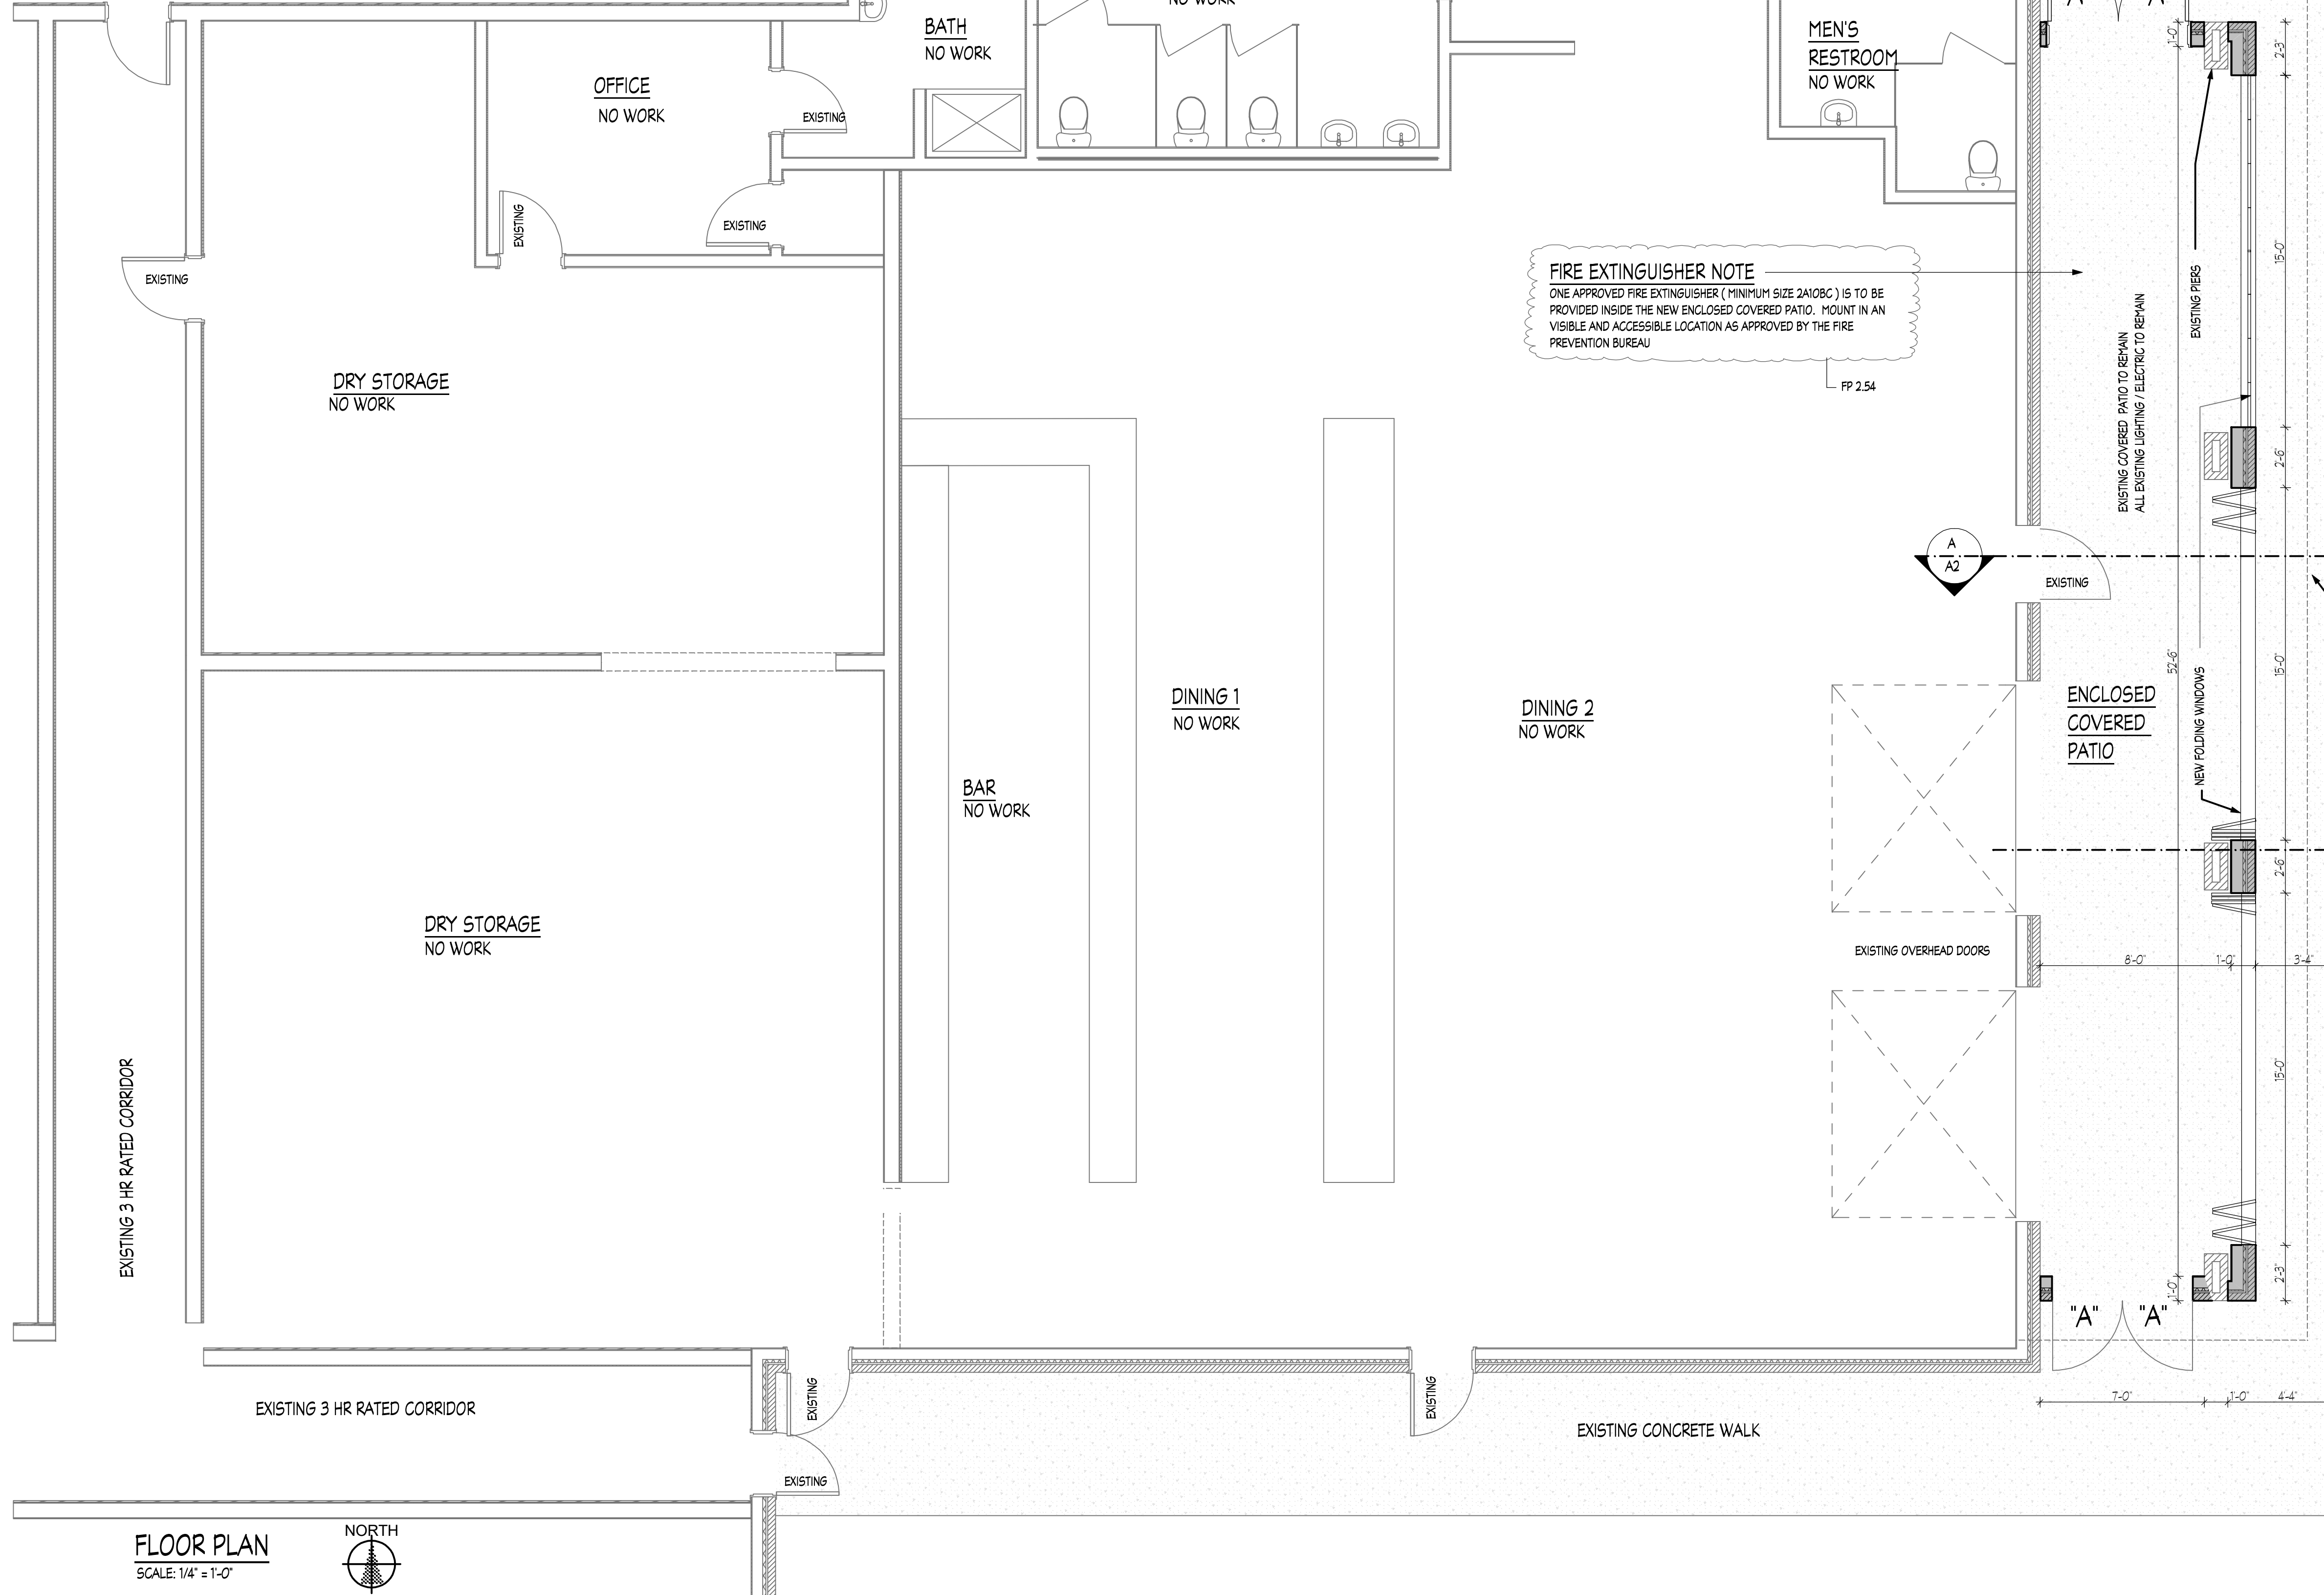 NO WORK
"A" "A"
BATH
NO WORK
MEN'S
RESTROOM
NO WORK
1'-0"
2'-3"
OFFICE
NO WORK
EXISTING
EXISTING
EXISTING
EXISTING
FIRE EXTINGUISHER NOTE
ONE APPROVED FIRE EXTINGUISHER ( MINIMUM SIZE 2A10BC ) IS TO BE
PROVIDED INSIDE THE NEW ENCLOSED COVERED PATIO. MOUNT IN AN
VISIBLE AND ACCESSIBLE LOCATION AS APPROVED BY THE FIRE
PREVENTION BUREAU
FP 2.54
15'-0"
EXISTING PIERS
EXISTING COVERED PATIO TO REMAIN
ALL EXISTING LIGHTING / ELECTRIC TO REMAIN
DRY STORAGE
NO WORK
2'-6"
A
A2
EXISTING
52'-6"
15'-0"
DINING 1
NO WORK
DINING 2
NO WORK
ENCLOSED
COVERED
PATIO
NEW FOLDING WINDOWS
BAR
NO WORK
2'-6"
DRY STORAGE
NO WORK
EXISTING OVERHEAD DOORS
8'-0"
1'-0"
3'-4"
15'-0"
EXISTING 3 HR RATED CORRIDOR
2'-3"
1'-0"
"A" "A"
EXISTING 3 HR RATED CORRIDOR
EXISTING
EXISTING
7'-0"
1'-0"
4'-4"
EXISTING CONCRETE WALK
EXISTING
FLOOR PLAN
SCALE: 1/4" = 1'-0"
NORTH